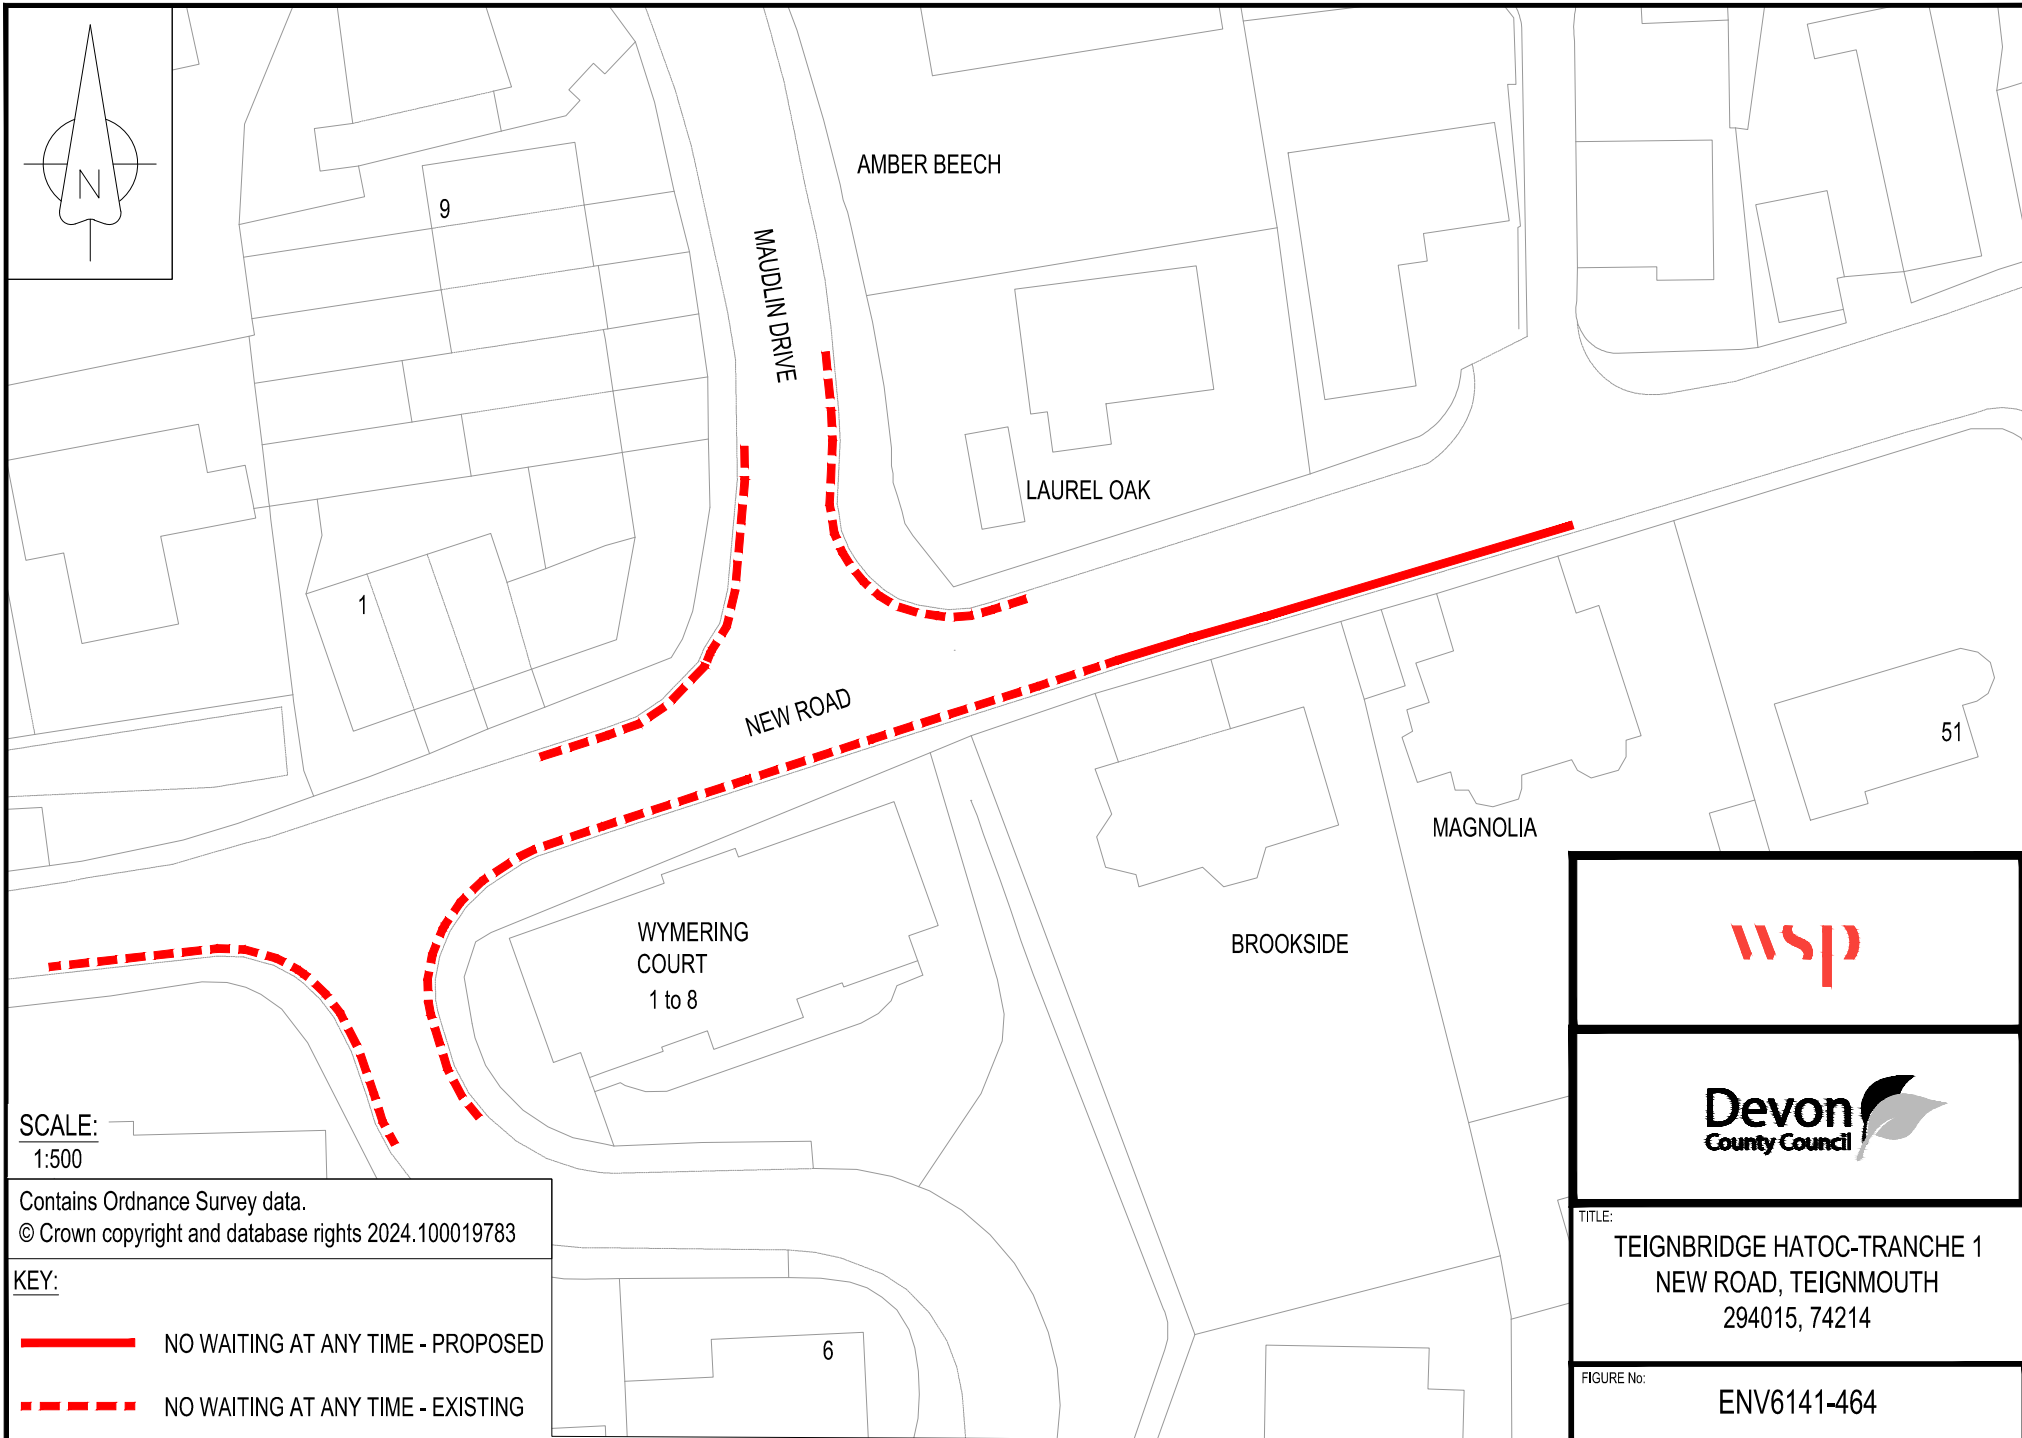 N
9
AMBER BEECH
MAUDLIN DRIVE
LAUREL OAK
1
NEW ROAD
51
MAGNOLIA
WYMERING
COURT
1 to 8
BROOKSIDE
wsp
Devon
County Council
SCALE:
1:500
Contains Ordnance Survey data.
© Crown copyright and database rights 2024.100019783
KEY:
NO WAITING AT ANY TIME - PROPOSED
NO WAITING AT ANY TIME - EXISTING
6
TITLE:
TEIGNBRIDGE HATOC-TRANCHE 1
NEW ROAD, TEIGNMOUTH
294015, 74214
FIGURE No:
ENV6141-464